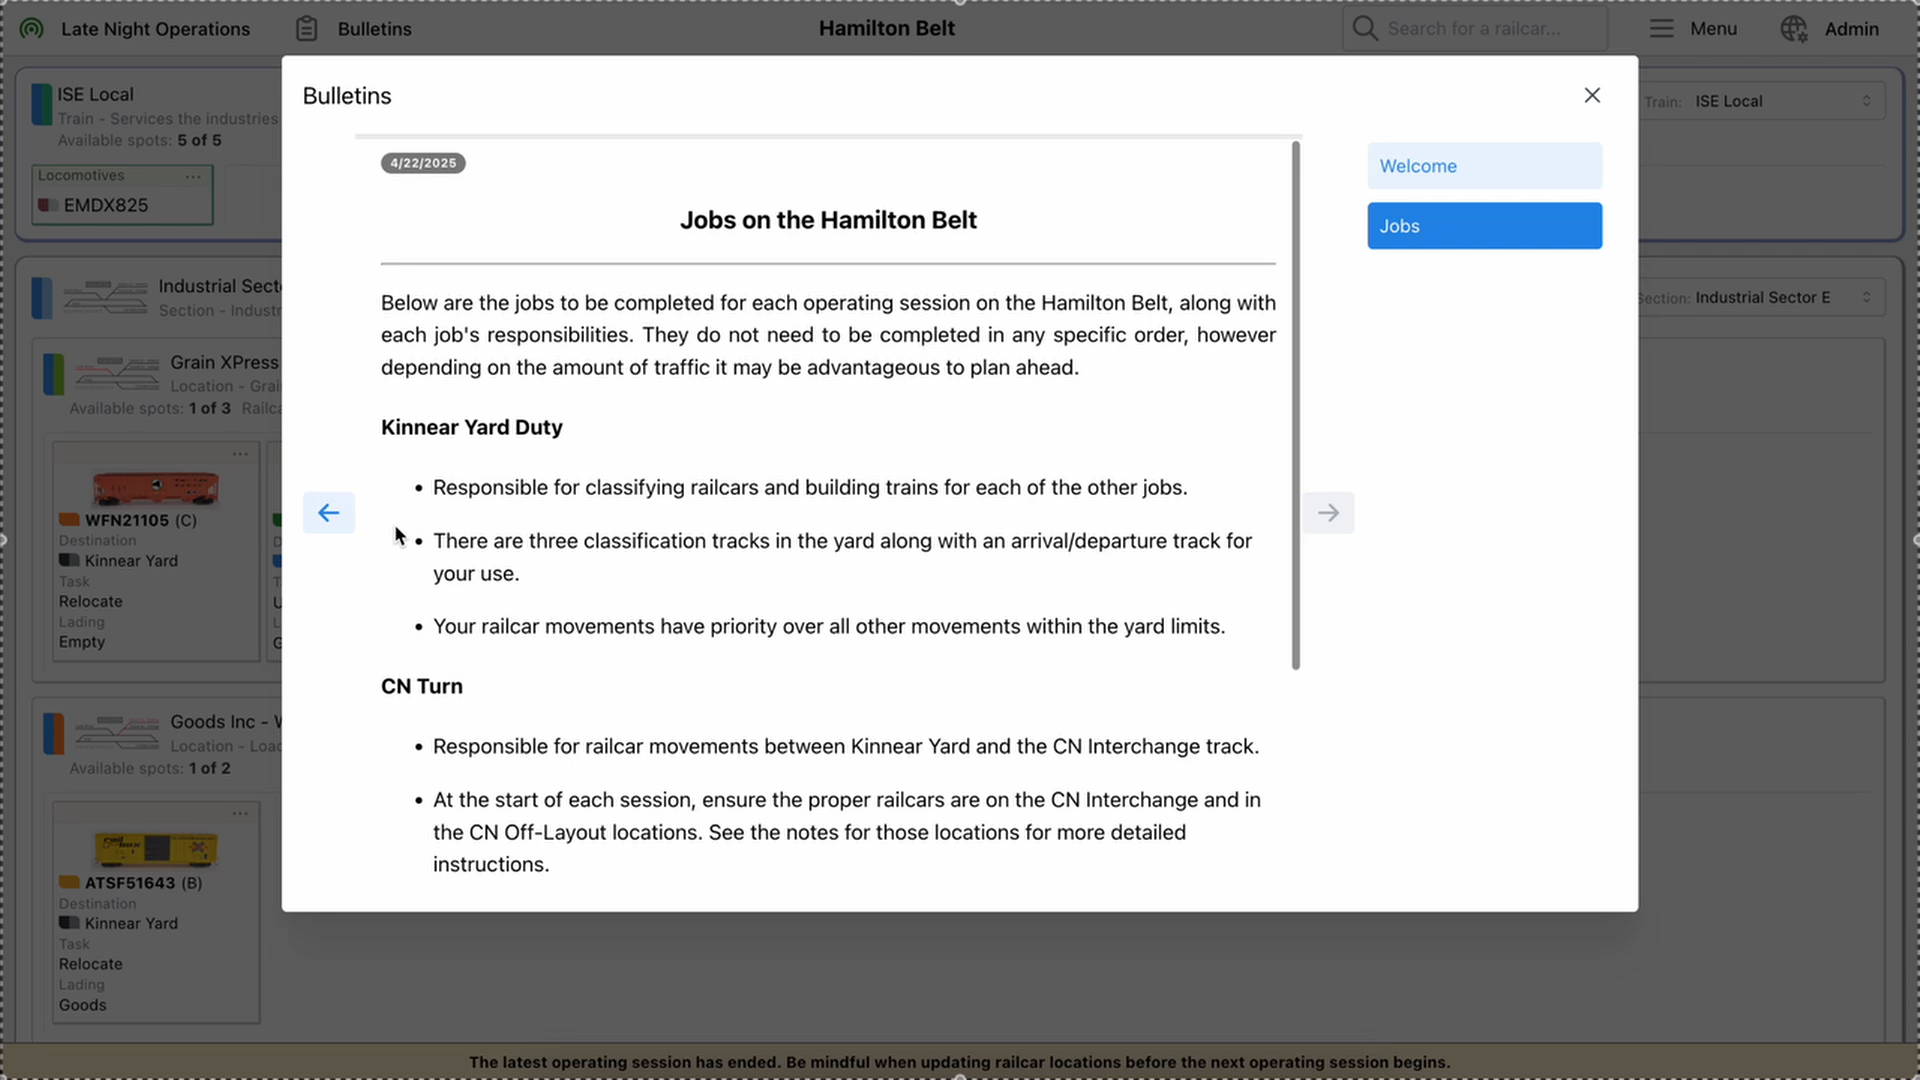 Late Night Operations
Bulletins
Hamilton Belt
Search for a railcar...
Menu
Admin
ISE Local
Train - Services the industries
Available spots: 5 of 5
Locomotives
EMDX825
Train: ISE Local
Bulletins
4/22/2025
Jobs on the Hamilton Belt
Below are the jobs to be completed for each operating session on the Hamilton Belt, along with
each job's responsibilities. They do not need to be completed in any specific order, however
depending on the amount of traffic it may be advantageous to plan ahead.
Kinnear Yard Duty
• Responsible for classifying railcars and building trains for each of the other jobs.
• There are three classification tracks in the yard along with an arrival/departure track for
your use.
• Your railcar movements have priority over all other movements within the yard limits.
CN Turn
• Responsible for railcar movements between Kinnear Yard and the CN Interchange track.
• At the start of each session, ensure the proper railcars are on the CN Interchange and in
the CN Off-Layout locations. See the notes for those locations for more detailed
instructions.
Welcome
Jobs
Industrial Sect
Section - Industr
Section: Industrial Sector E
Grain XPress
Location - Grai
Available spots: 1 of 3 Railca
WFN21105 (C)
Destination
Kinnear Yard
Task
Relocate
Lading
Empty
Goods Inc - W
Location - Loac
Available spots: 1 of 2
ATSF51643 (B)
Destination
Kinnear Yard
Task
Relocate
Lading
Goods
The latest operating session has ended. Be mindful when updating railcar locations before the next operating session begins.